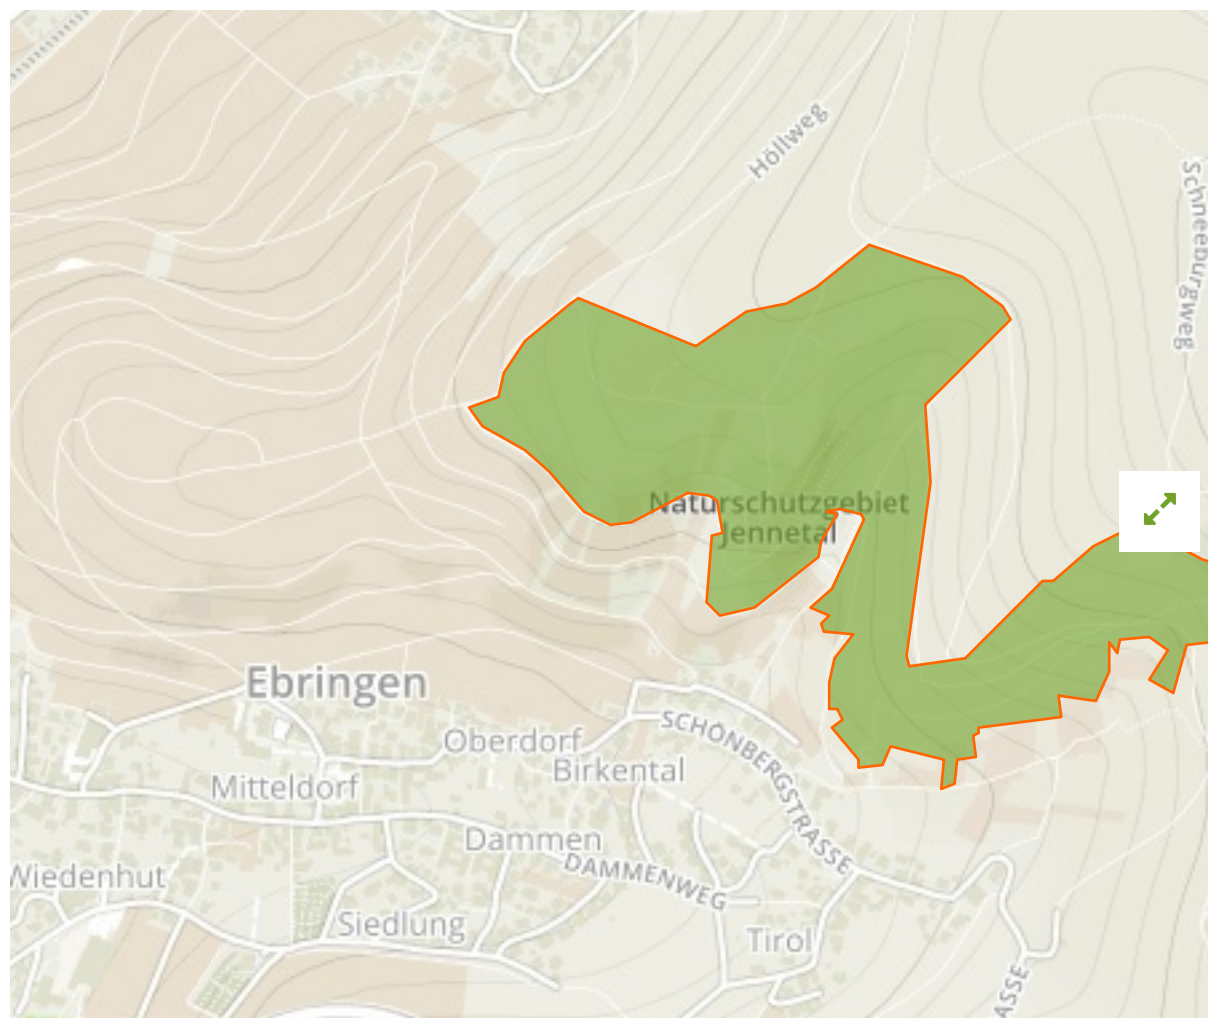 Höllweg
Schneeburgweg
Naturschutzgebiet
Jennetal
Ebringen
SCHÖNBERGSTRASSE
Oberdorf
Birkental
Mitteldorf
Dammen
DAMMENWEG
Wiedenhut
Siedlung
Tirol
ASSE